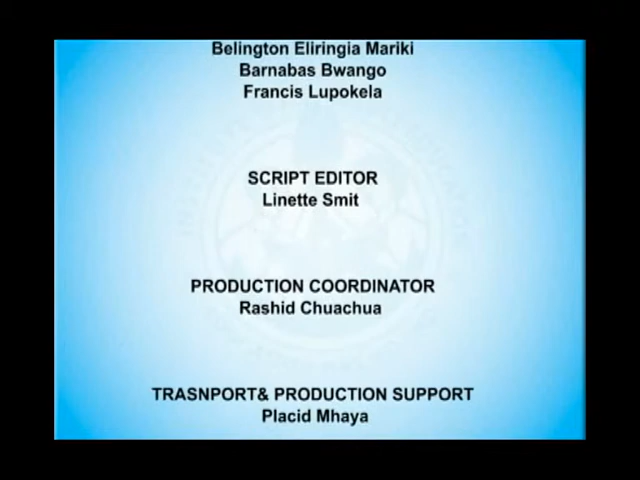 Belington Eliringia Mariki
Barnabas Bwango
Francis Lupokela
SCRIPT EDITOR
Linette Smit
PRODUCTION COORDINATOR
Rashid Chuachua
TRASNPORT& PRODUCTION SUPPORT
Placid Mhaya